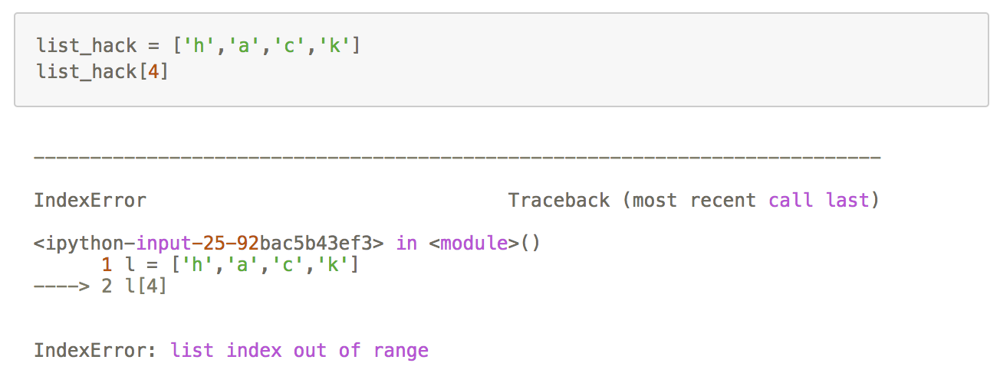 list_hack = ['h','a','c','k']
list_hack[4]
---------------------------------------------------------------------------
IndexError                                Traceback (most recent call last)
<ipython-input-25-92bac5b43ef3> in <module>()
      1 l = ['h','a','c','k']
----> 2 l[4]
IndexError: list index out of range